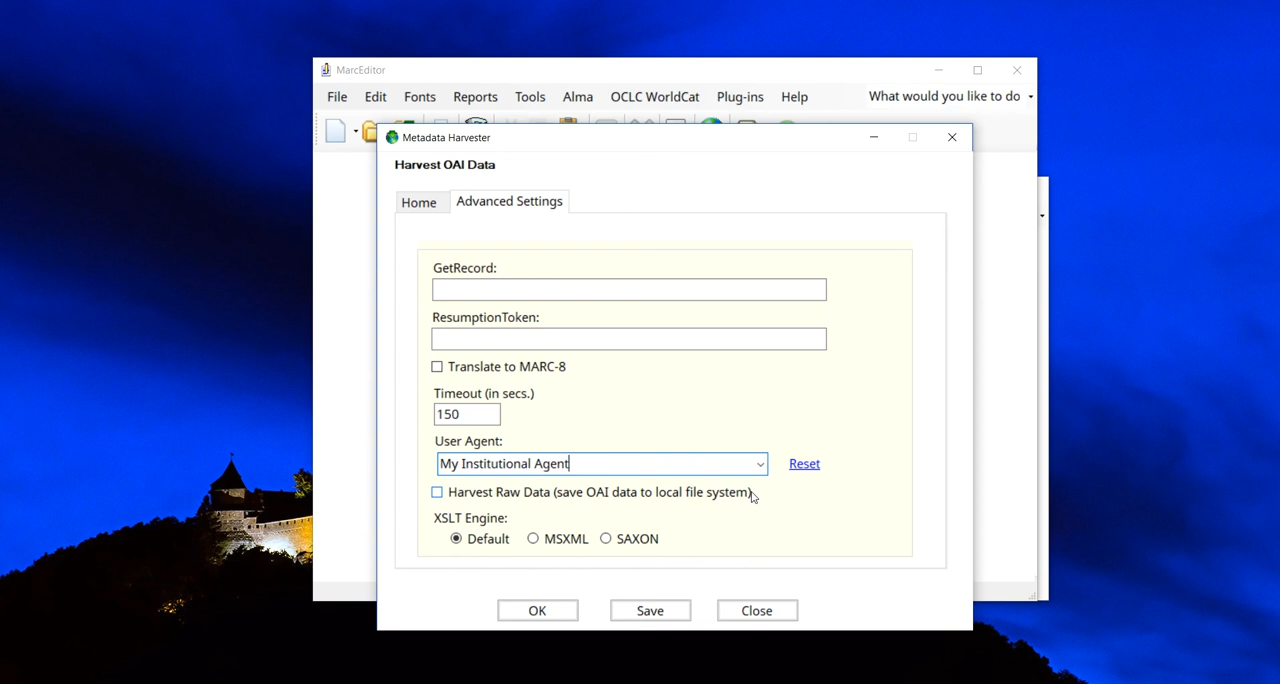 MarcEditor
File Edit Fonts Reports Tools Alma OCLC WorldCat Plug-ins Help What would you like to do
Metadata Harvester
Harvest OAI Data
Home Advanced Settings
GetRecord:
ResumptionToken:
Translate to MARC-8
Timeout (in secs.)
150
User Agent:
My Institutional Agent Reset
Harvest Raw Data (save OAI data to local file system)
XSLT Engine:
Default MSXML SAXON
OK Save Close